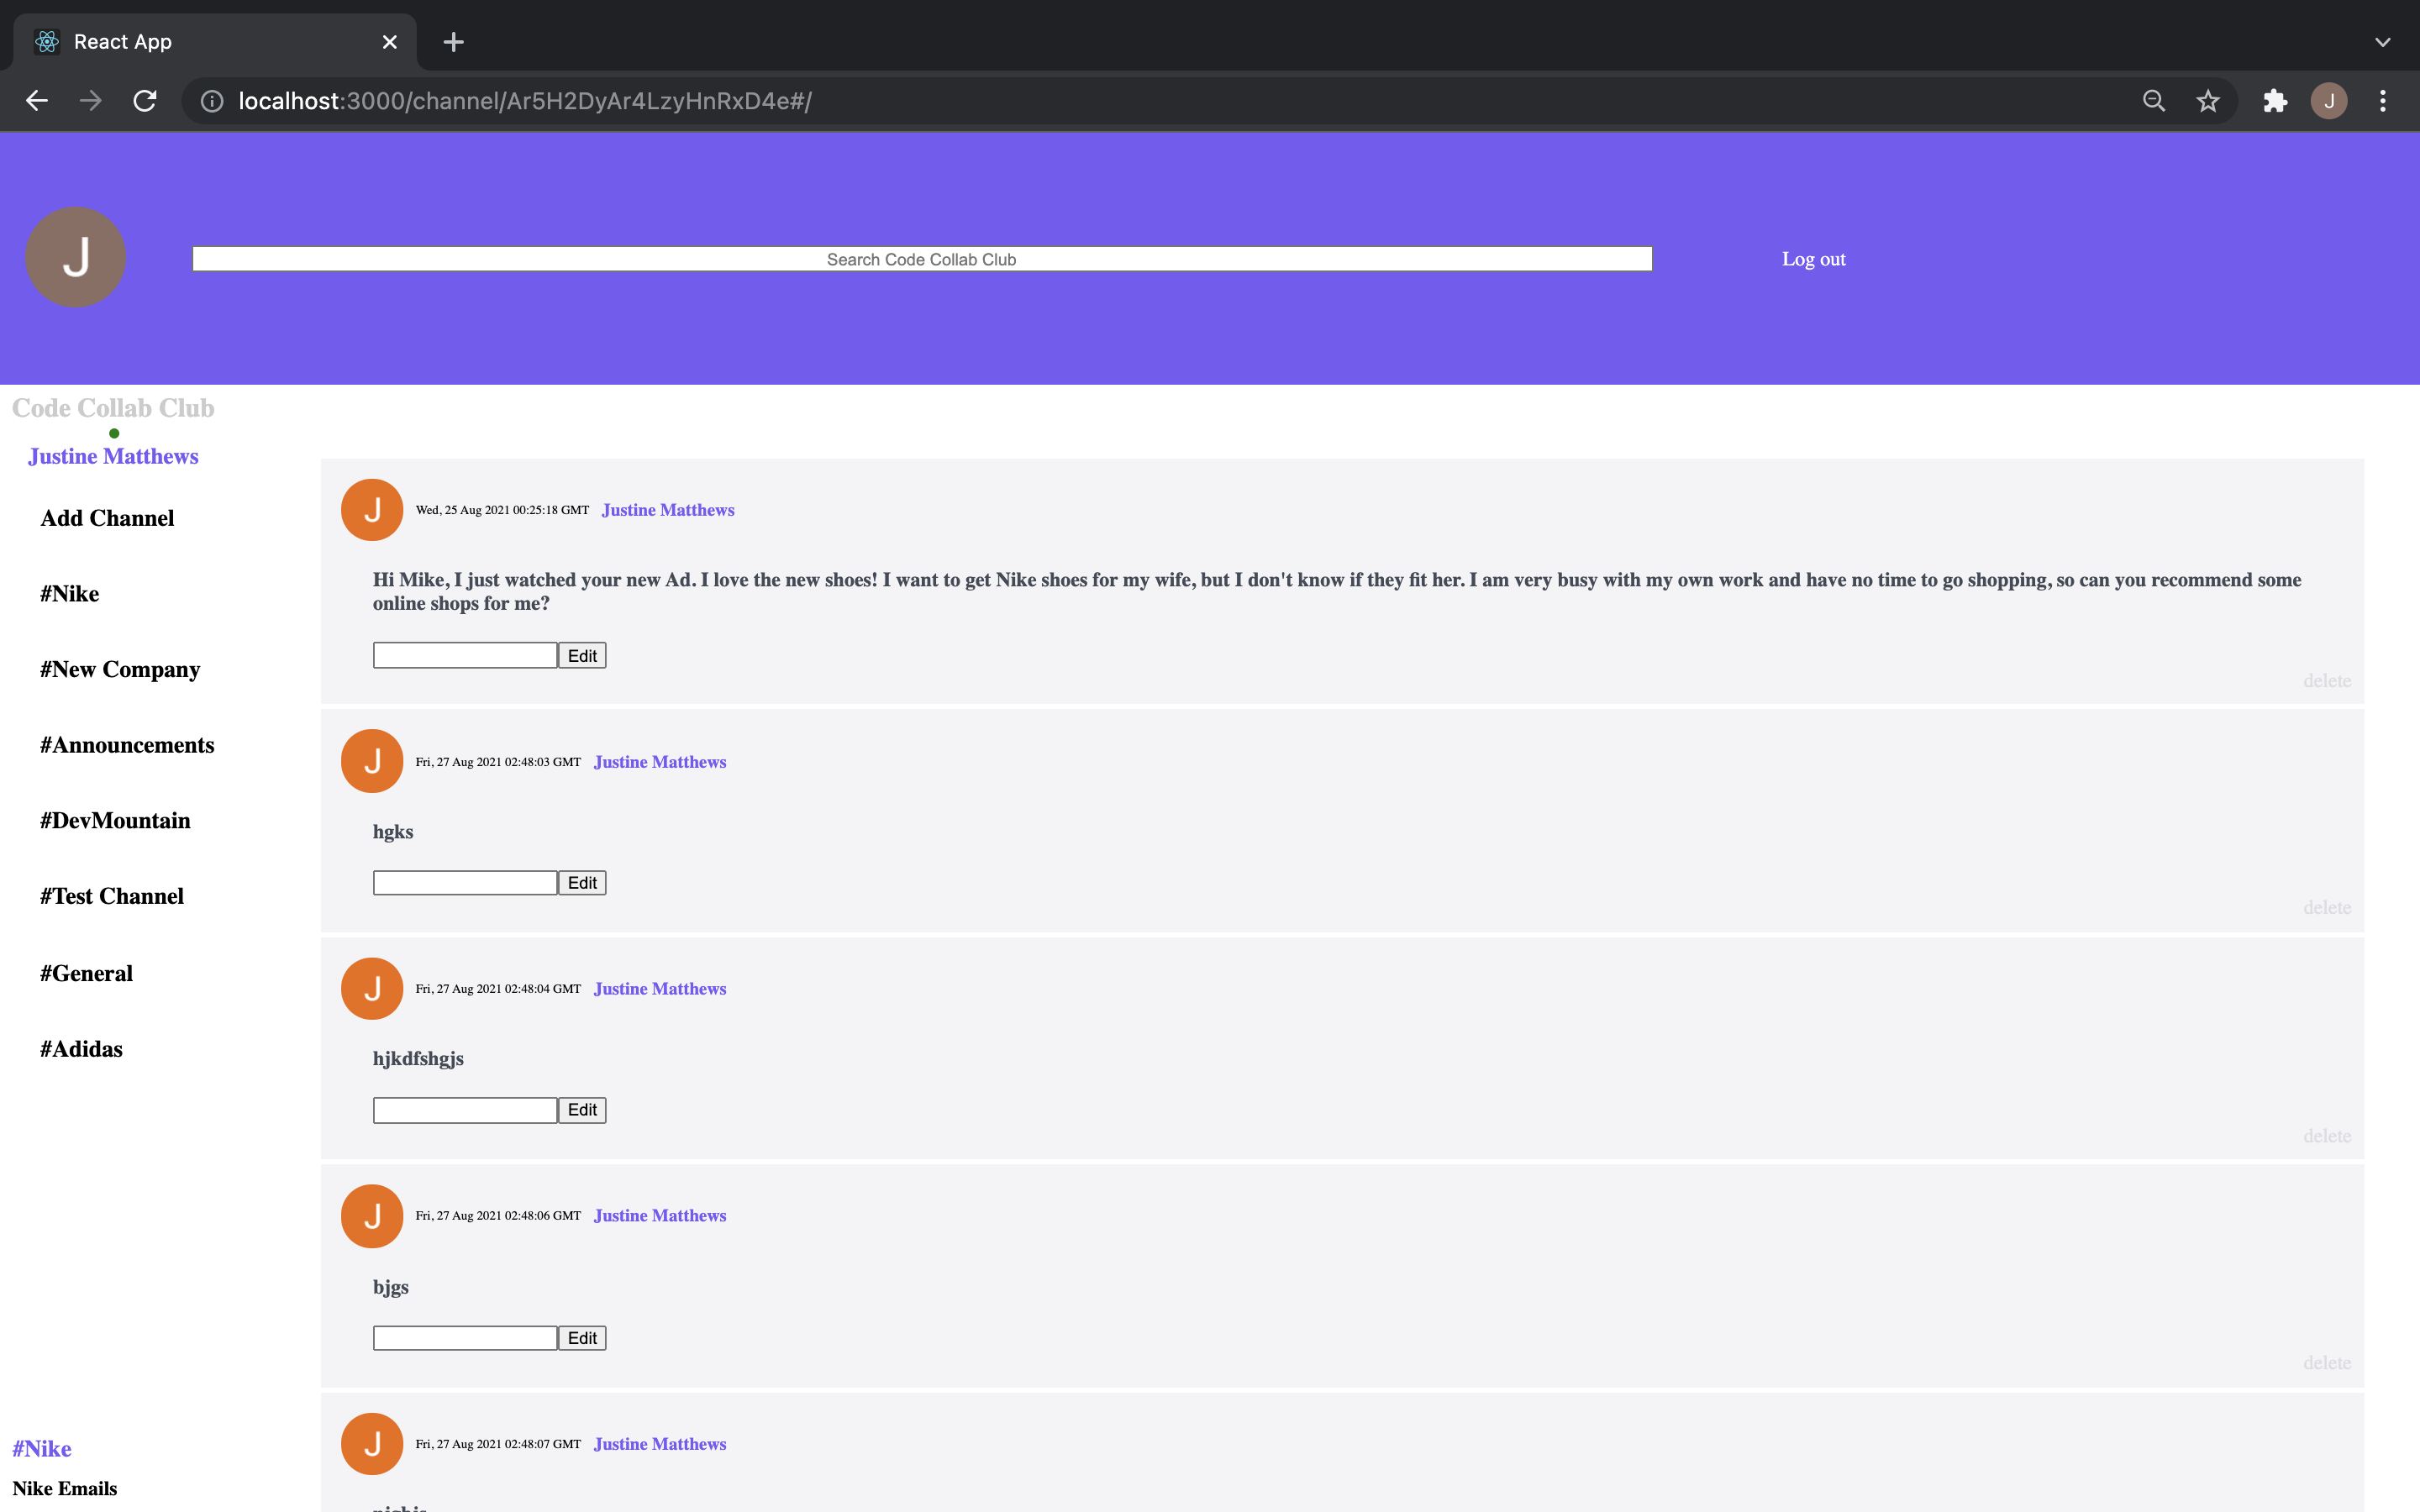 React App
localhost:3000/channel/Ar5H2DyAr4LzyHnRxD4e#/
J
J
Search Code Collab Club
Log out
Code Collab Club
Justine Matthews
Add Channel
#Nike
#New Company
#Announcements
#DevMountain
#Test Channel
#General
#Adidas
#Nike
Nike Emails
J Wed, 25 Aug 2021 00:25:18 GMT Justine Matthews
Hi Mike, I just watched your new Ad. I love the new shoes! I want to get Nike shoes for my wife, but I don't know if they fit her. I am very busy with my own work and have no time to go shopping, so can you recommend some
online shops for me?
Edit
delete
J Fri, 27 Aug 2021 02:48:03 GMT Justine Matthews
hgks
Edit
delete
J Fri, 27 Aug 2021 02:48:04 GMT Justine Matthews
hjkdfshgjs
Edit
delete
J Fri, 27 Aug 2021 02:48:06 GMT Justine Matthews
bjgs
Edit
delete
J Fri, 27 Aug 2021 02:48:07 GMT Justine Matthews